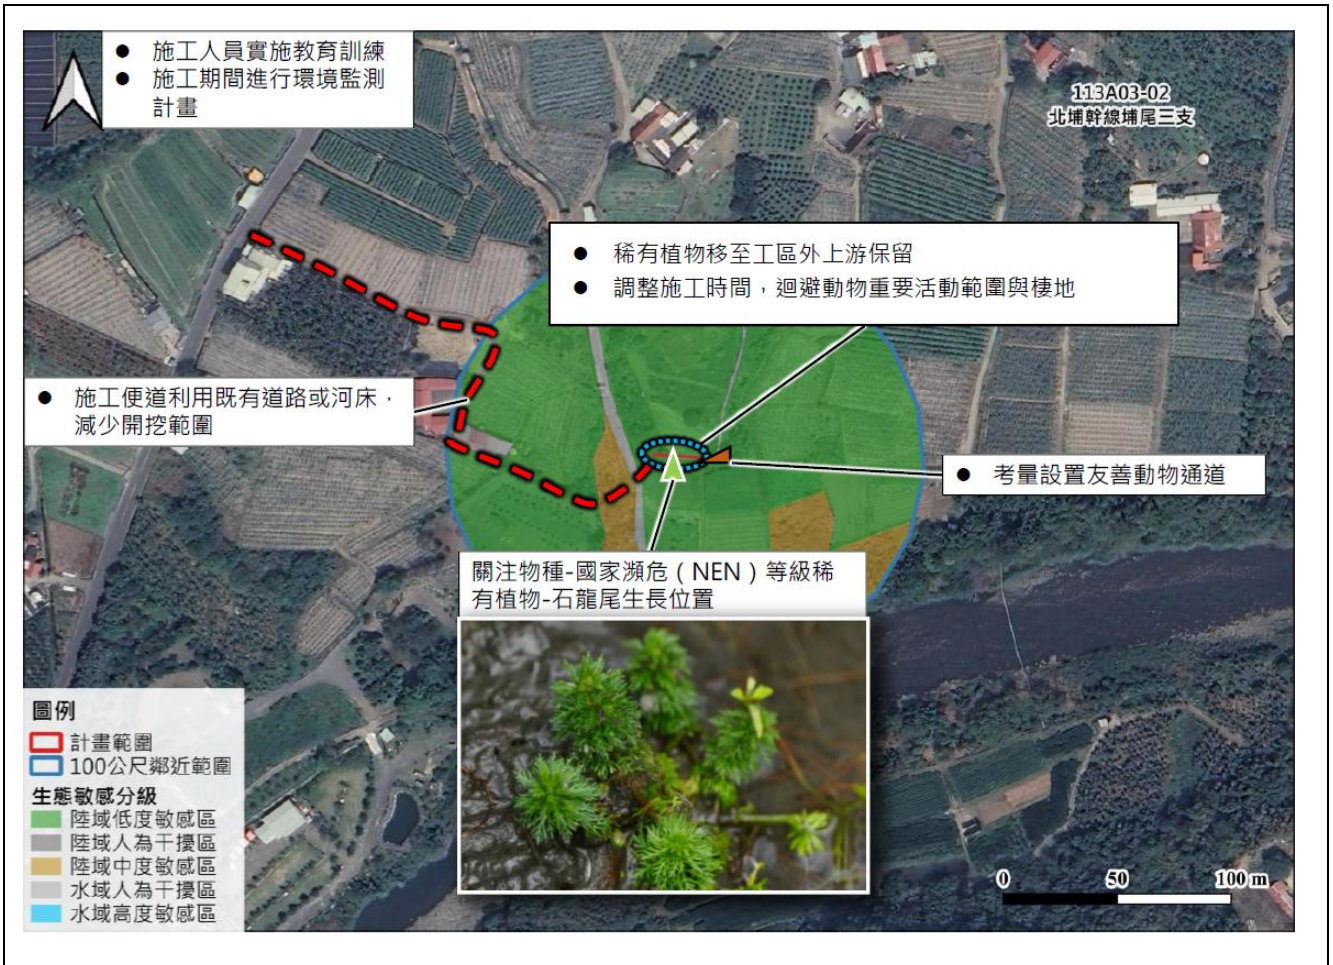 ● 施工人員實施教育訓練
● 施工期間進行環境監測
計畫
113A03-02
北埔幹線埔尾三支
● 稀有植物移至工區外上游保留
● 調整施工時間，迴避動物重要活動範圍與棲地
● 施工便道利用既有道路或河床，
減少開挖範圍
● 考量設置友善動物通道
關注物種-國家瀕危（NEN）等級稀
有植物-石龍尾生長位置
圖例
計畫範圍
100公尺鄰近範圍
生態敏感分級
陸域低度敏感區
陸域人為干擾區
陸域中度敏感區
水域人為干擾區
水域高度敏感區
0 50 100 m